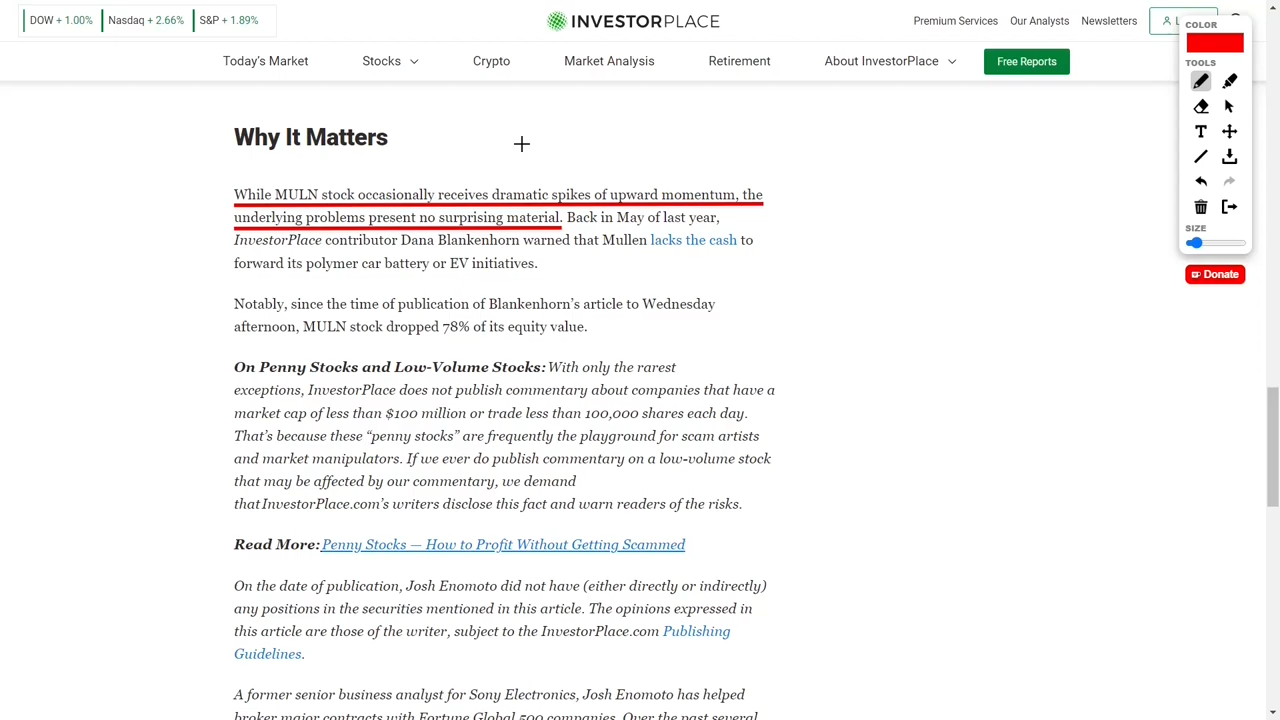 DOW + 1.00% Nasdaq + 2.66% S&P + 1.89%
INVESTORPLACE
Premium Services Our Analysts Newsletters
Today's Market Stocks Crypto Market Analysis Retirement About InvestorPlace Free Reports
COLOR
TOOLS
SIZE
Donate
Why It Matters
While MULN stock occasionally receives dramatic spikes of upward momentum, the
underlying problems present no surprising material. Back in May of last year,
InvestorPlace contributor Dana Blankenhorn warned that Mullen lacks the cash to
forward its polymer car battery or EV initiatives.
Notably, since the time of publication of Blankenhorn’s article to Wednesday
afternoon, MULN stock dropped 78% of its equity value.
On Penny Stocks and Low-Volume Stocks: With only the rarest
exceptions, InvestorPlace does not publish commentary about companies that have a
market cap of less than $100 million or trade less than 100,000 shares each day.
That’s because these “penny stocks” are frequently the playground for scam artists
and market manipulators. If we ever do publish commentary on a low-volume stock
that may be affected by our commentary, we demand
that InvestorPlace.com’s writers disclose this fact and warn readers of the risks.
Read More: Penny Stocks — How to Profit Without Getting Scammed
On the date of publication, Josh Enomoto did not have (either directly or indirectly)
any positions in the securities mentioned in this article. The opinions expressed in
this article are those of the writer, subject to the InvestorPlace.com Publishing
Guidelines.
A former senior business analyst for Sony Electronics, Josh Enomoto has helped
broker major contracts with Fortune Global 500 companies. Over the past several